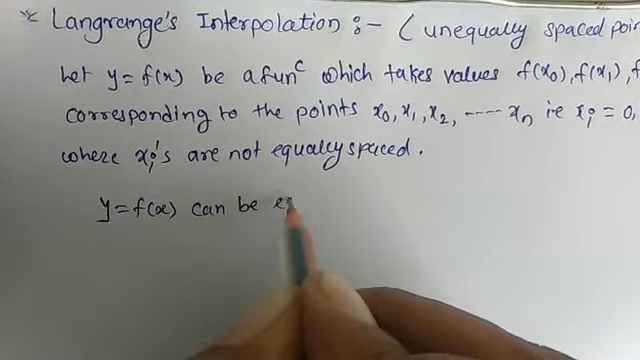 * Langrange's Interpolation :- ( unequally spaced poin
Let y = f(x) be a func which takes values f(x0), f(x1), f
corresponding to the points x0, x1, x2, ---- xn ie xi = 0,
where xi's are not equally spaced.
y = f(x) can be e